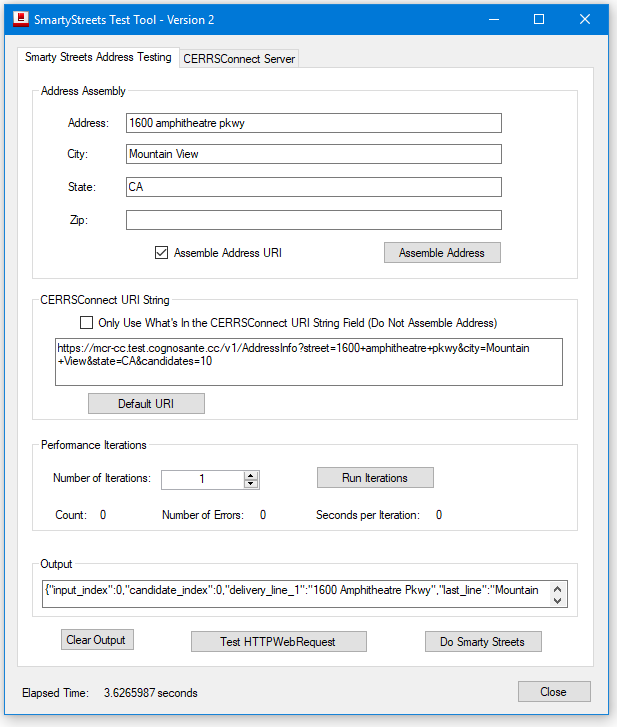 SmartyStreets Test Tool - Version 2
Smarty Streets Address Testing
CERRSConnect Server
Address Assembly
Address: 1600 amphitheatre pkwy
City: Mountain View
State: CA
Zip:
Assemble Address URI
Assemble Address
CERRSConnect URI String
Only Use What's In the CERRSConnect URI String Field (Do Not Assemble Address)
https://mcr-cc.test.cognosante.cc/v1/AddressInfo?street=1600+amphitheatre+pkwy&city=Mountain
+View&state=CA&candidates=10
Default URI
Performance Iterations
Number of Iterations: 1
Run Iterations
Count: 0 Number of Errors: 0 Seconds per Iteration: 0
Output
{"input_index":0,"candidate_index":0,"delivery_line_1":"1600 Amphitheatre Pkwy","last_line":"Mountain
Clear Output
Test HTTPWebRequest
Do Smarty Streets
Elapsed Time: 3.6265987 seconds
Close